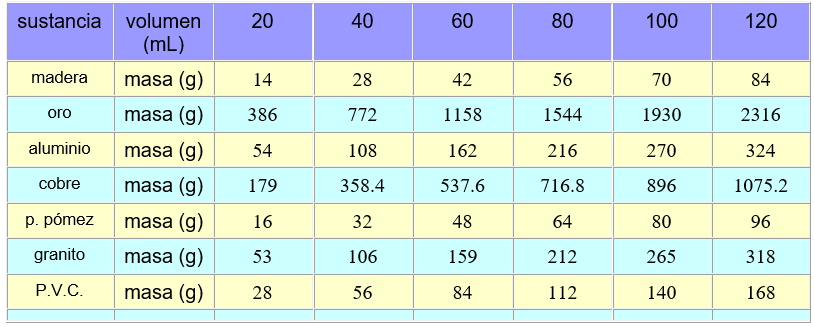 sustancia volumen (mL) 20 40 60 80 100 120
madera masa (g) 14 28 42 56 70 84
oro masa (g) 386 772 1158 1544 1930 2316
aluminio masa (g) 54 108 162 216 270 324
cobre masa (g) 179 358.4 537.6 716.8 896 1075.2
p. pómez masa (g) 16 32 48 64 80 96
granito masa (g) 53 106 159 212 265 318
P.V.C. masa (g) 28 56 84 112 140 168